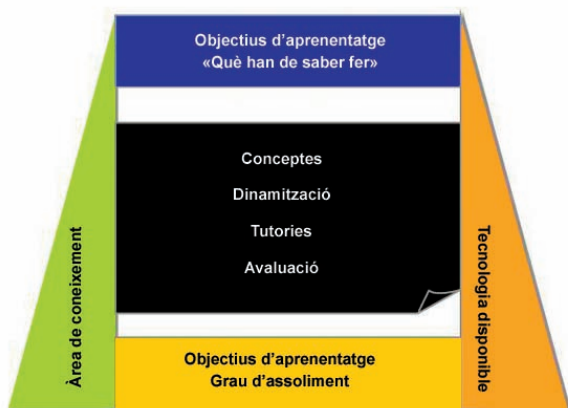 Objectius d'aprenentatge
«Què han de saber fer»
Conceptes
Dinamització
Tutories
Avaluació
Àrea de coneixement
Tecnologia disponible
Objectius d'aprenentatge
Grau d'assoliment